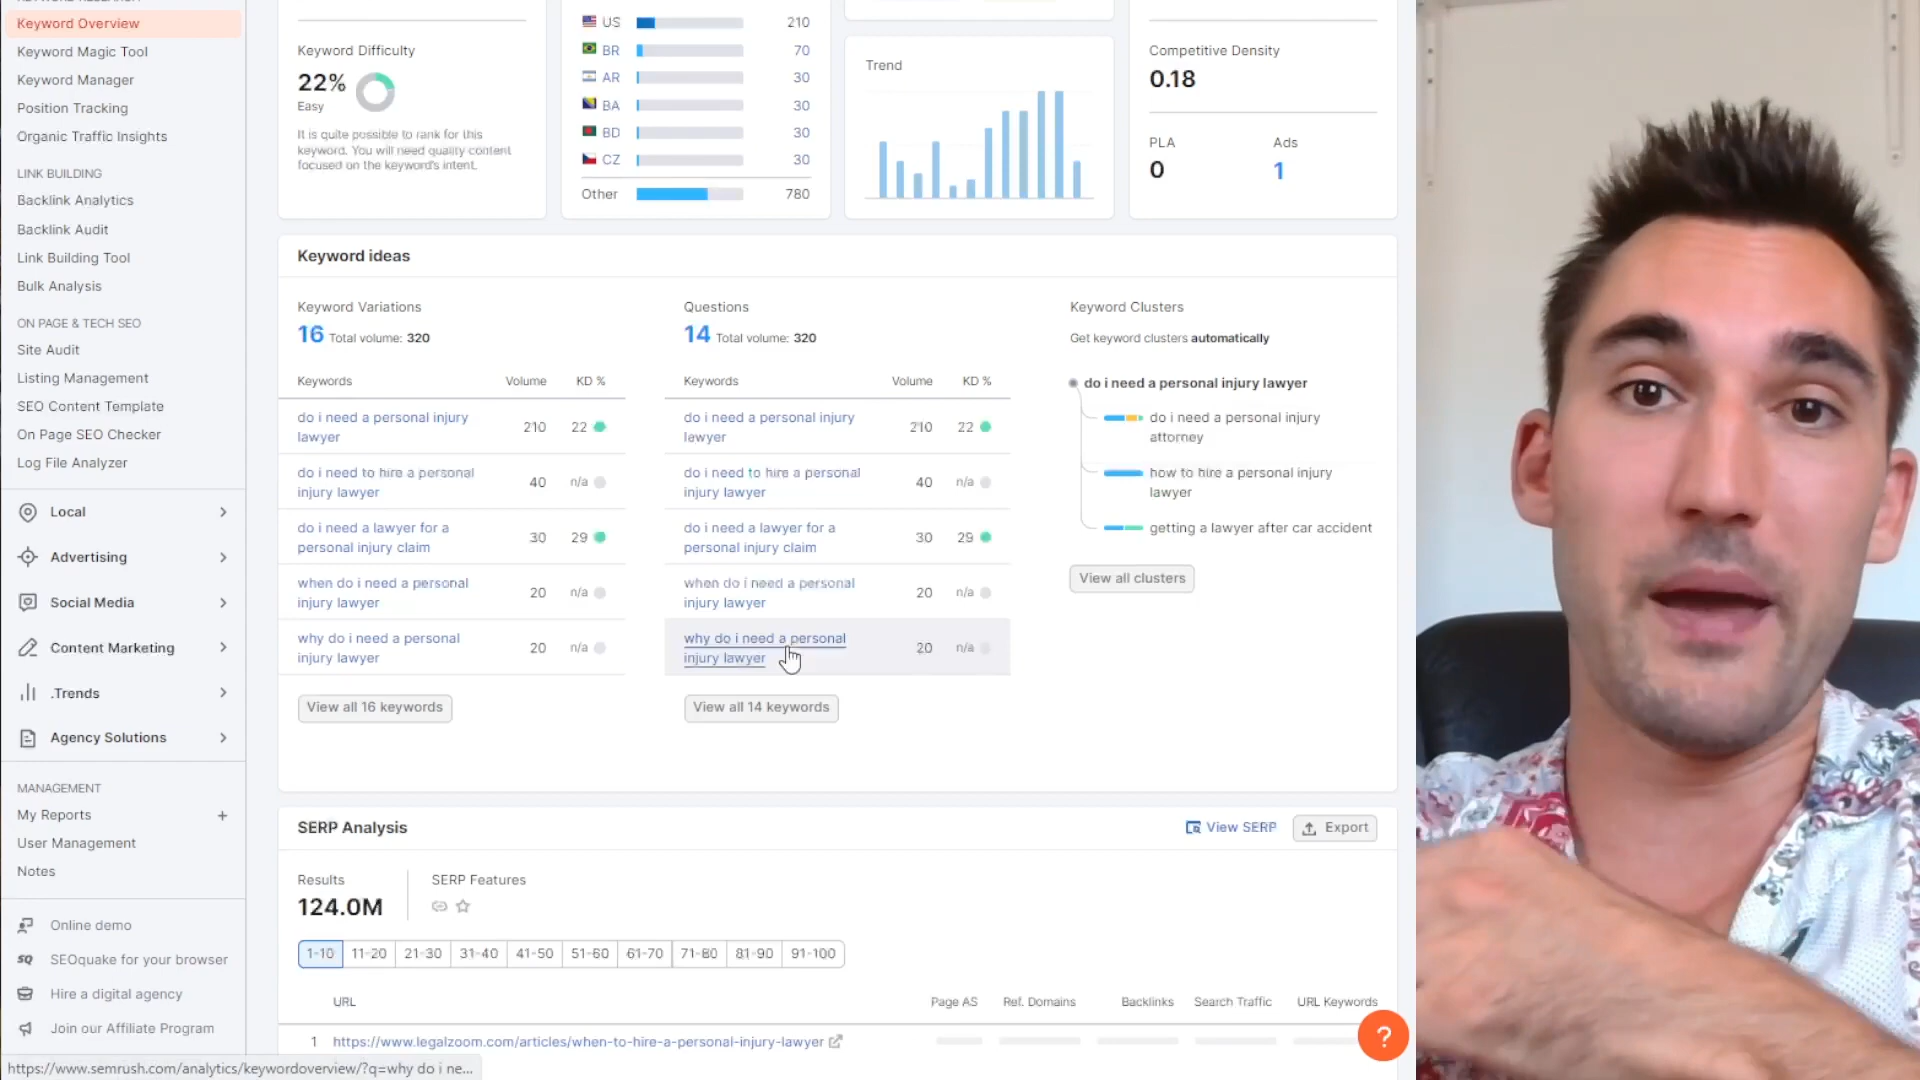 Keyword Overview
Keyword Magic Tool
Keyword Manager
Position Tracking
Organic Traffic Insights
LINK BUILDING
Backlink Analytics
Backlink Audit
Link Building Tool
Bulk Analysis
ON PAGE & TECH SEO
Site Audit
Listing Management
SEO Content Template
On Page SEO Checker
Log File Analyzer
Local
Advertising
Social Media
Content Marketing
.Trends
Agency Solutions
MANAGEMENT
My Reports +
User Management
Notes
Online demo
SEOquake for your browser
Hire a digital agency
Join our Affiliate Program
https://www.semrush.com/analytics/keywordoverview/?q=why do i ne...
Keyword Difficulty
22%
Easy
It is quite possible to rank for this
keyword. You will need quality content
focused on the keyword's intent.
US 210
BR 70
AR 30
BA 30
BD 30
CZ 30
Other 780
Trend
Competitive Density
0.18
PLA Ads
0 1
Keyword ideas
Keyword Variations
16 Total volume: 320
Keywords Volume KD %
do i need a personal injury
lawyer 210 22
do i need to hire a personal
injury lawyer 40 n/a
do i need a lawyer for a
personal injury claim 30 29
when do i need a personal
injury lawyer 20 n/a
why do i need a personal
injury lawyer 20 n/a
View all 16 keywords
Questions
14 Total volume: 320
Keywords Volume KD %
do i need a personal injury
lawyer 210 22
do i need to hire a personal
injury lawyer 40 n/a
do i need a lawyer for a
personal injury claim 30 29
when do i need a personal
injury lawyer 20 n/a
why do i need a personal
injury lawyer 20 n/a
View all 14 keywords
Keyword Clusters
Get keyword clusters automatically
do i need a personal injury lawyer
do i need a personal injury
attorney
how to hire a personal injury
lawyer
getting a lawyer after car accident
View all clusters
SERP Analysis
View SERP
Export
Results SERP Features
124.0M
1-10 11-20 21-30 31-40 41-50 51-60 61-70 71-80 81-90 91-100
URL Page AS Ref. Domains Backlinks Search Traffic URL Keywords
1 https://www.legalzoom.com/articles/when-to-hire-a-personal-injury-lawyer
?